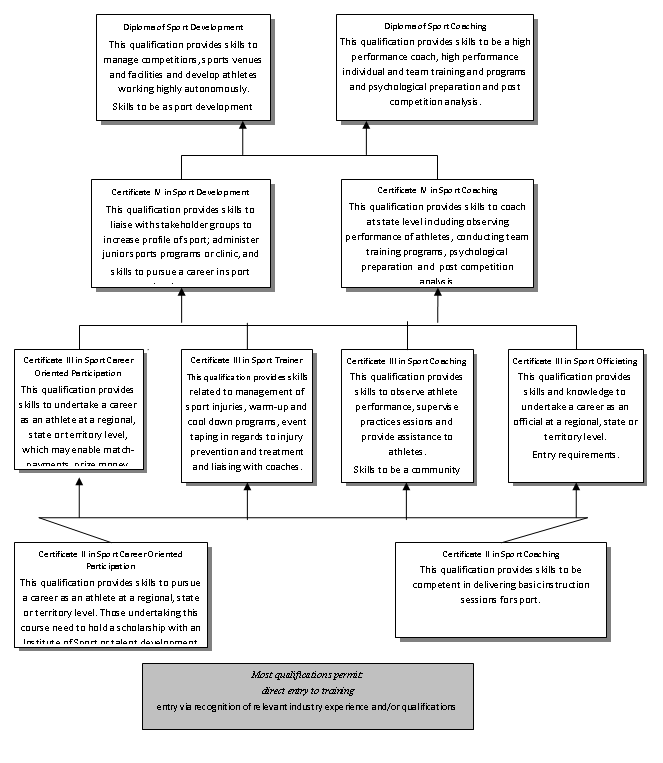 Diploma of Sport Development
This qualification provides skills to
manage competitions, sports venues
and facilities and develop athletes
working highly autonomously.
Skills to be a sport development
Diploma of Sport Coaching
This qualification provides skills to be a high
performance coach, high performance
individual and team training and programs
and psychological preparation and post
competition analysis.
Certificate IV in Sport Development
This qualification provides skills to
liaise with stakeholder groups to
increase profile of sport; administer
junior sports programs or clinic, and
skills to pursue a career in sport
Certificate IV in Sport Coaching
This qualification provides skills to coach
at state level including observing
performance of athletes, conducting team
training programs, psychological
preparation and post competition
analysis
Certificate III in Sport Career
Oriented Participation
This qualification provides
skills to undertake a career
as an athlete at a regional,
state or territory level,
which may enable match-
payments, prize money
Certificate III in Sport Trainer
This qualification provides skills
related to management of
sport injuries, warm-up and
cool down programs, event
taping in regards to injury
prevention and treatment
and liaising with coaches.
Certificate III in Sport Coaching
This qualification provides
skills to observe athlete
performance, supervise
practice sessions and
provide assistance to
athletes.
Skills to be a community
Certificate III in Sport Officiating
This qualification provides
skills and knowledge to
undertake a career as an
official at a regional, state or
territory level.
Entry requirements.
Certificate II in Sport Career Oriented
Participation
This qualification provides skills to pursue
a career as an athlete at a regional, state
or territory level. Those undertaking this
course need to hold a scholarship with an
Institute of Sport or talent development
Certificate II in Sport Coaching
This qualification provides skills to be
competent in delivering basic instruction
sessions for sport.
Most qualifications permit:
direct entry to training
entry via recognition of relevant industry experience and/or qualifications